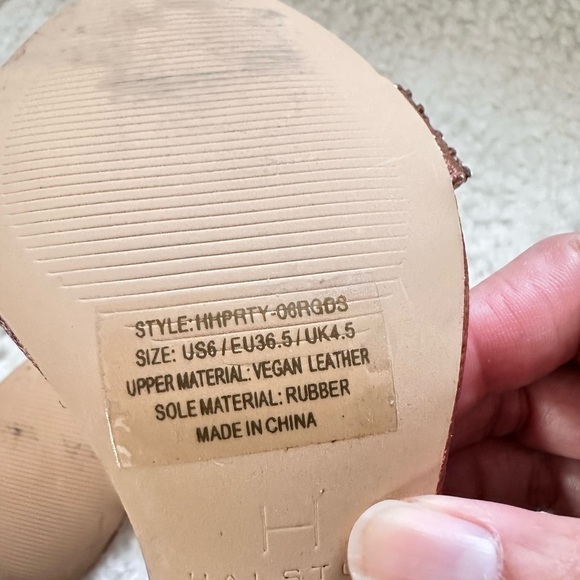 STYLE:HHPRTY-06RGDS
SIZE: US6 / EU36.5 / UK4.5
UPPER MATERIAL: VEGAN LEATHER
SOLE MATERIAL: RUBBER
MADE IN CHINA
H